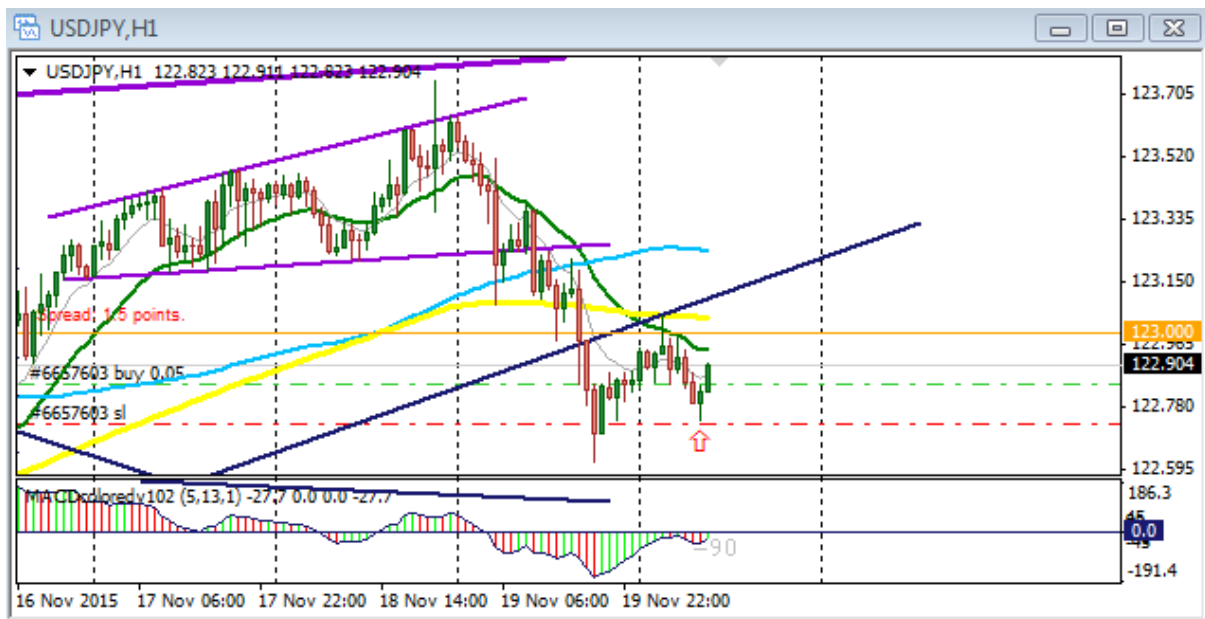 USDJPY,H1
USDJPY,H1 122.823 122.911 122.823 122.904
123.705
123.520
123.335
123.150
Spread: 1.5 points.
123.000
122.965
122.904
#6657603 buy 0.05
122.780
#6657603 sl
122.595
MACDcoloredv102 (5,13,1) -27.7 0.0 0.0 -27.7
186.3
45
0.0
-45
-90
-191.4
16 Nov 2015 17 Nov 06:00 17 Nov 22:00 18 Nov 14:00 19 Nov 06:00 19 Nov 22:00